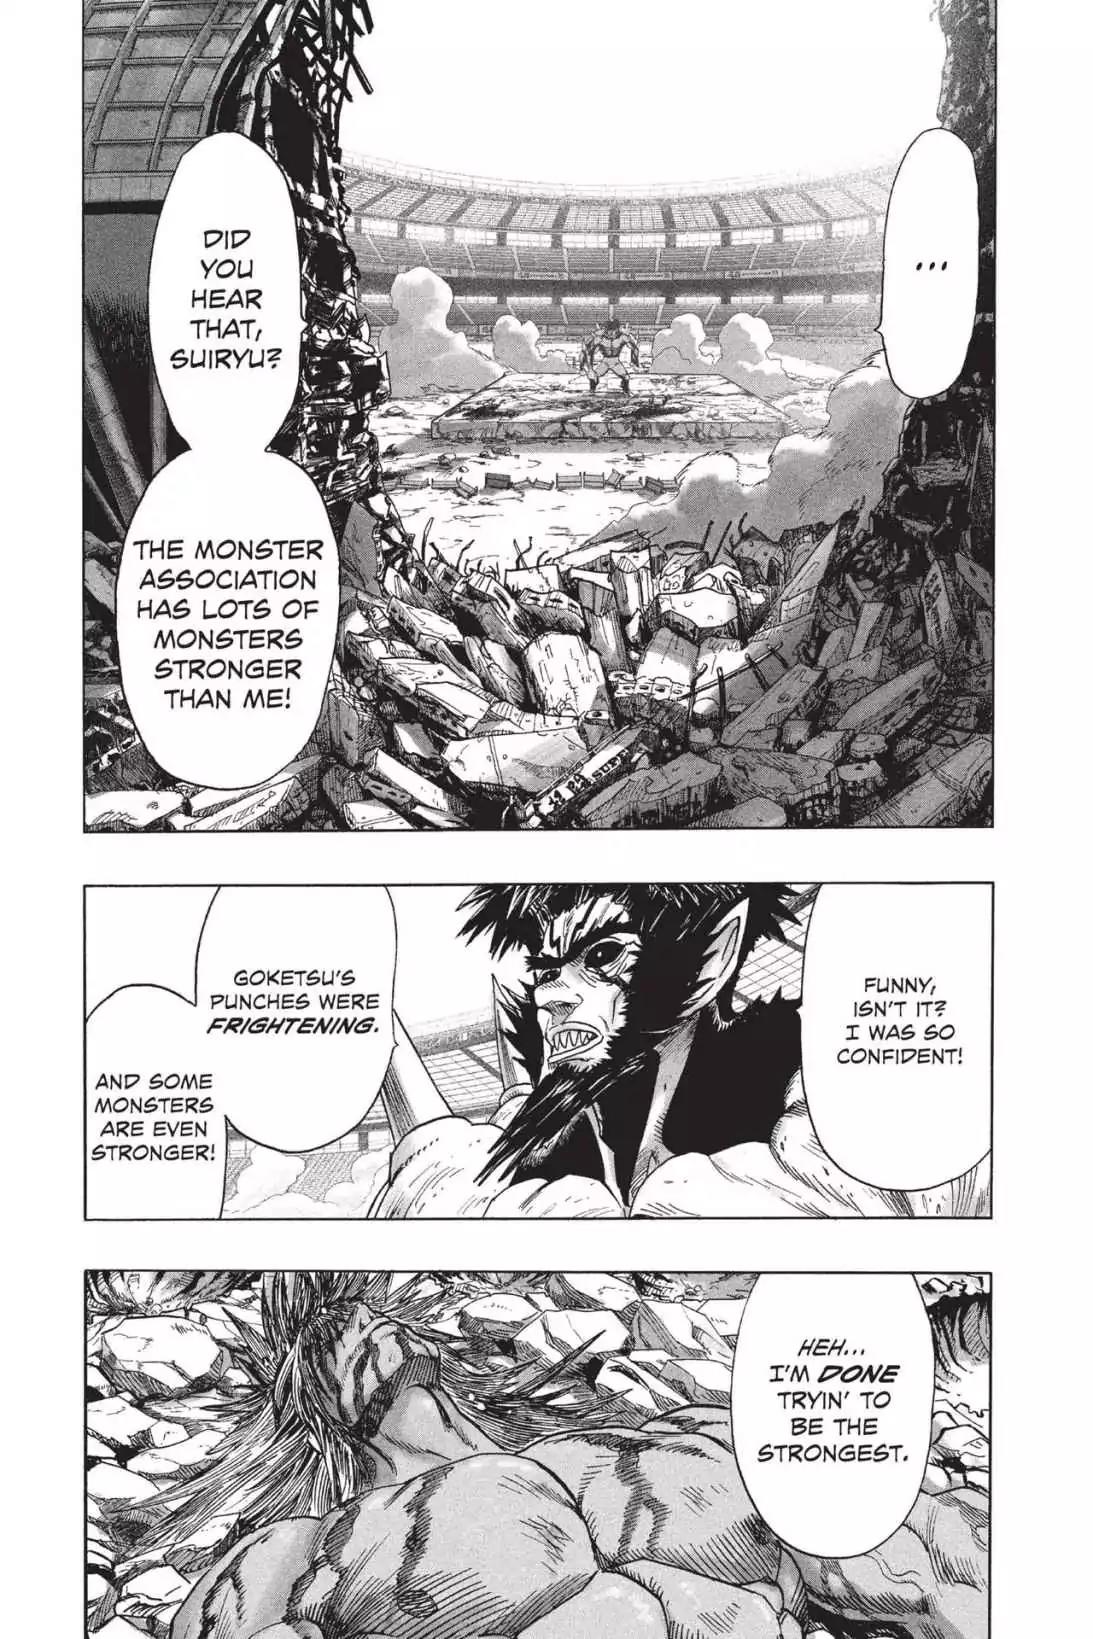 ...
DID
YOU
HEAR
THAT,
SUIRYU?
THE MONSTER
ASSOCIATION
HAS LOTS OF
MONSTERS
STRONGER
THAN ME!
SUPE
FUNNY,
ISN'T IT?
I WAS SO
CONFIDENT!
GOKETSU'S
PUNCHES WERE
FRIGHTENING.
AND SOME
MONSTERS
ARE EVEN
STRONGER!
HEH...
I'M DONE
TRYIN' TO
BE THE
STRONGEST.